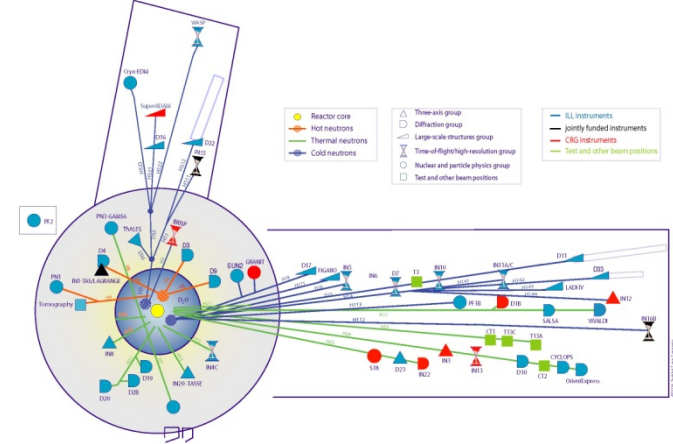 WASP
Cryo-EDM
SuperADAM
D16
D22
IN15
Reactor core
Hot neutrons
Thermal neutrons
Cold neutrons
Three-axis group
Diffraction group
Large-scale structures group
Time-of-flight/high-resolution group
Nuclear and particle physics group
Test and other beam positions
ILL instruments
Jointly funded instruments
CRG instruments
Test and other beam positions
PF2
PN3-GAMS6
ThALES
D3
D4
IN1-TAS/LAGRANGE
PN1
D9
SUN2
GRANIT
Tomography
D₂O
D17
FIGARO
IN5
IN6
D7
T3
IN10
IN11A/C
D11
D33
LADI-IV
IN12
PF1B
D1B
SALSA
VIVALDI
H112
IN16B
CT1
T13C
T13A
IN8
IN4C
D19
D2B
D20
IN20-TASSE
S18
D23
IN22
IN3
IN13
D10
CT2
CYCLOPS
OrientExpress